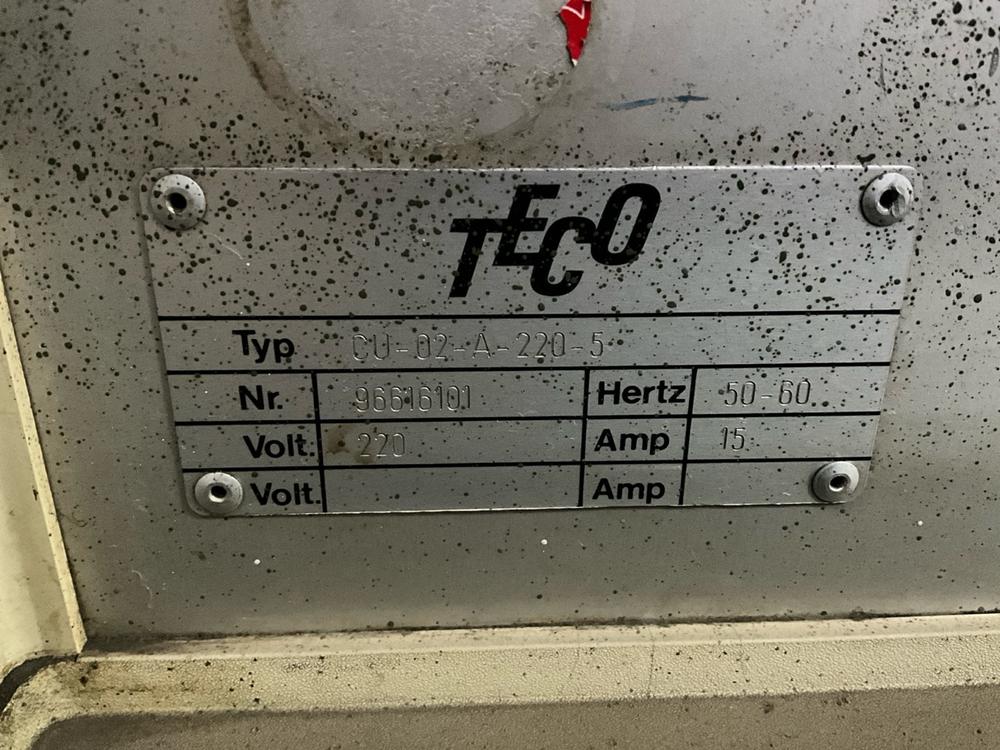 TECO
Typ CU-02-A-220-5
Nr. 96616101 Hertz 50-60
Volt. 220 Amp 15
Volt. Amp